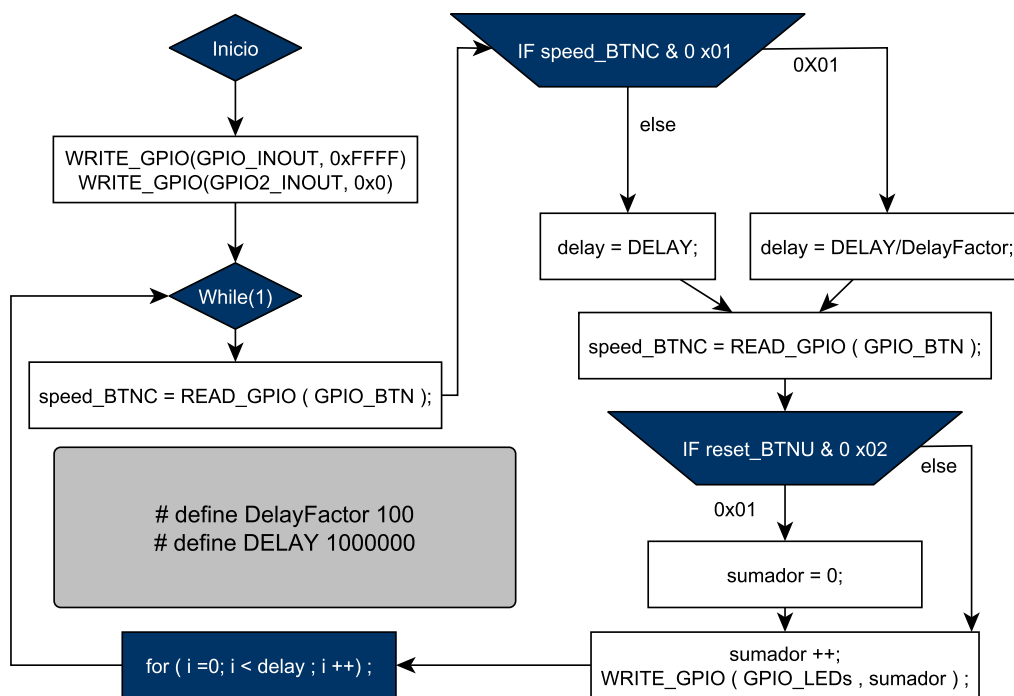 Inicio
WRITE_GPIO(GPIO_INOUT, 0xFFFF)
WRITE_GPIO(GPIO2_INOUT, 0x0)
While(1)
speed_BTNC = READ_GPIO ( GPIO_BTN );
IF speed_BTNC & 0 x01
0X01
else
delay = DELAY;
delay = DELAY/DelayFactor;
speed_BTNC = READ_GPIO ( GPIO_BTN );
IF reset_BTNU & 0 x02
else
0x01
sumador = 0;
sumador ++;
WRITE_GPIO ( GPIO_LEDs , sumador ) ;
for ( i =0; i < delay ; i ++) ;
# define DelayFactor 100
# define DELAY 1000000